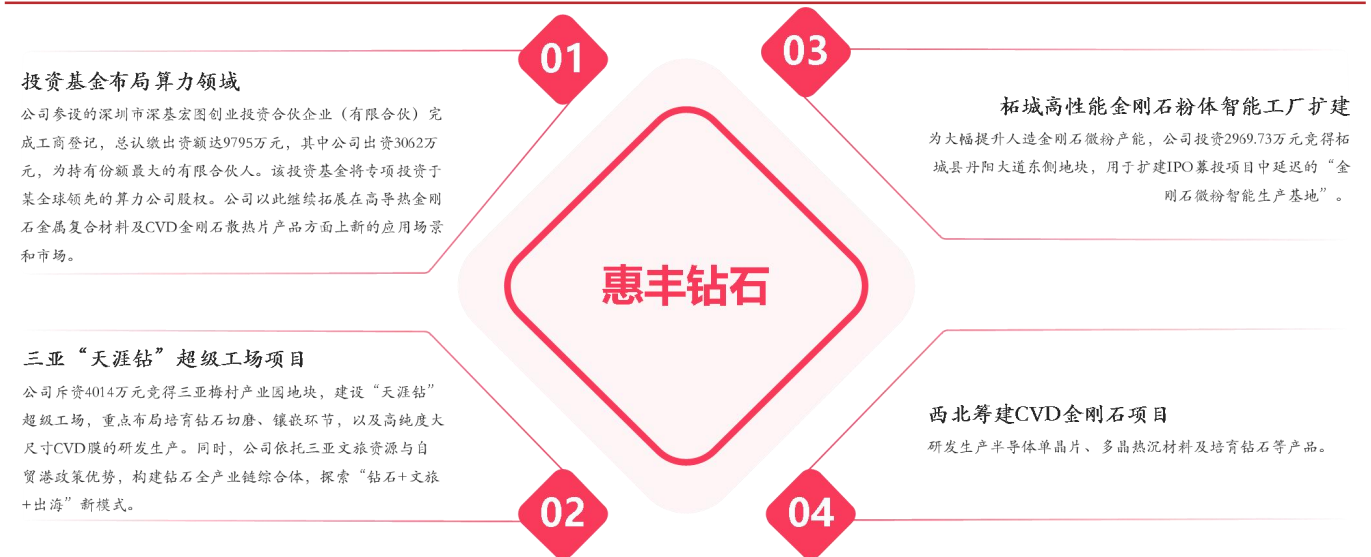 01
投资基金布局算力领域
公司参设的深圳市深基宏图创业投资合伙企业（有限合伙）完
成工商登记，总认缴出资额达9795万元，其中公司出资3062万
元，为持有份额最大的有限合伙人。该投资基金将专项投资于
某全球领先的算力公司股权。公司以此继续拓展在高导热金刚
石金属复合材料及CVD金刚石散热片产品方面上新的应用场景
和市场。
三亚“天涯钻”超级工场项目
公司斥资4014万元竞得三亚梅村产业园地块，建设“天涯钻”
超级工场，重点布局培育钻石切磨、镶嵌环节，以及高纯度大
尺寸CVD膜的研发生产。同时，公司依托三亚文旅资源与自
贸港政策优势，构建钻石全产业链综合体，探索“钻石+文旅
+出海”新模式。
02
惠丰钻石
03
柘城高性能金刚石粉体智能工厂扩建
为大幅提升人造金刚石微粉产能，公司投资2969.73万元竞得柘
城县丹阳大道东侧地块，用于扩建IPO募投项目中延迟的“金
刚石微粉智能生产基地”。
西北筹建CVD金刚石项目
研发生产半导体单晶片、多晶热沉材料及培育钻石等产品。
04